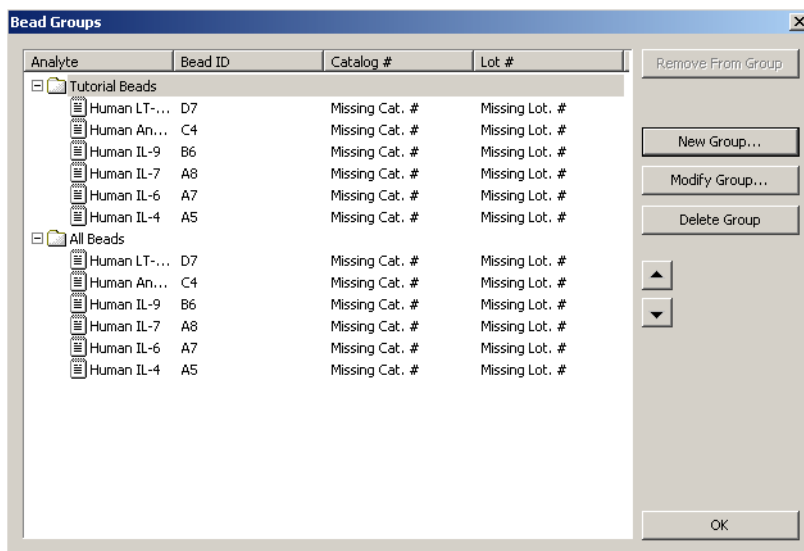 Bead Groups
Analyte Bead ID Catalog # Lot # Remove From Group
Tutorial Beads
Human LT-... D7 Missing Cat. # Missing Lot. #
Human An... C4 Missing Cat. # Missing Lot. #
Human IL-9 B6 Missing Cat. # Missing Lot. # New Group...
Human IL-7 A8 Missing Cat. # Missing Lot. # Modify Group...
Human IL-6 A7 Missing Cat. # Missing Lot. #
Human IL-4 A5 Missing Cat. # Missing Lot. # Delete Group
All Beads
Human LT-... D7 Missing Cat. # Missing Lot. #
Human An... C4 Missing Cat. # Missing Lot. #
Human IL-9 B6 Missing Cat. # Missing Lot. #
Human IL-7 A8 Missing Cat. # Missing Lot. #
Human IL-6 A7 Missing Cat. # Missing Lot. #
Human IL-4 A5 Missing Cat. # Missing Lot. #
OK